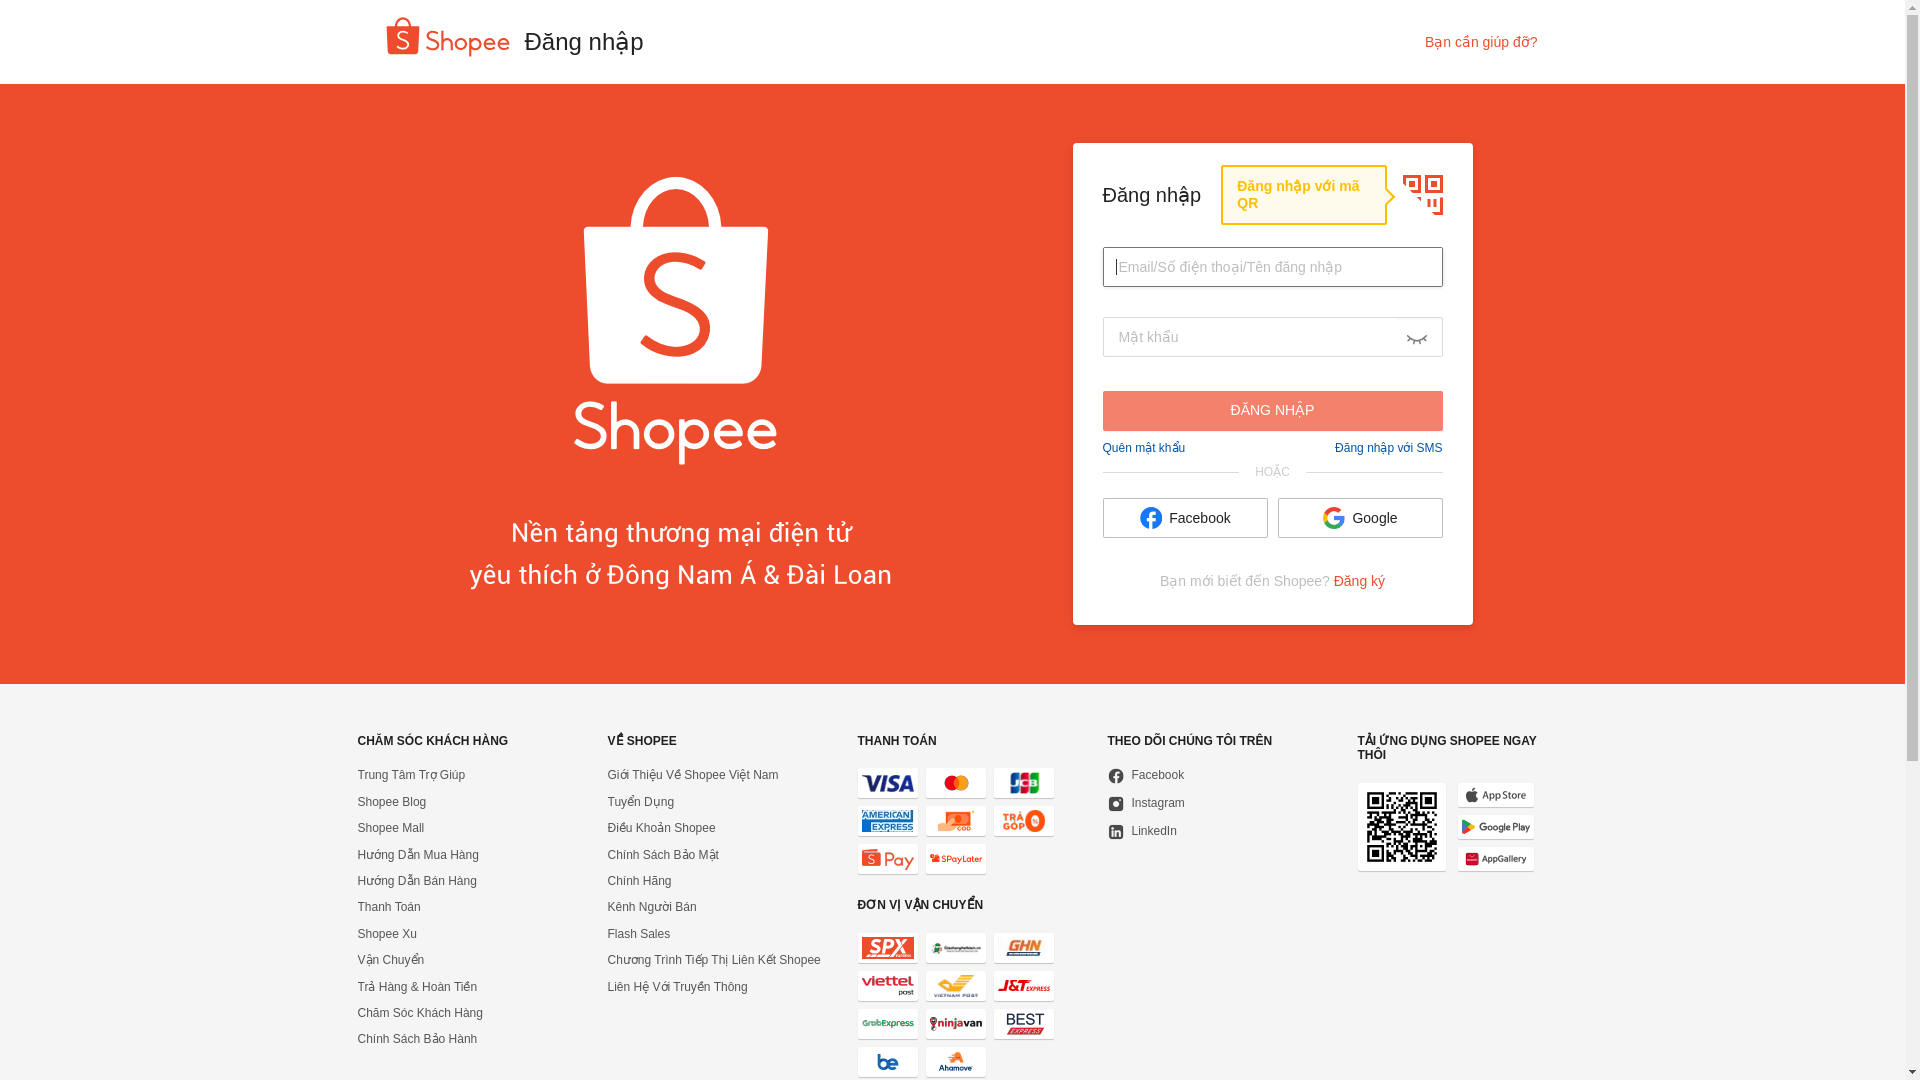 Shopee
Đăng nhập
Bạn cần giúp đỡ?
Shopee
Nền tảng thương mại điện tử
yêu thích ở Đông Nam Á & Đài Loan
Đăng nhập
Đăng nhập với mã
QR
Email/Số điện thoại/Tên đăng nhập
Mật khẩu
ĐĂNG NHẬP
Quên mật khẩu
Đăng nhập với SMS
HOẶC
Facebook
Google
Bạn mới biết đến Shopee? Đăng ký
CHĂM SÓC KHÁCH HÀNG
Trung Tâm Trợ Giúp
Shopee Blog
Shopee Mall
Hướng Dẫn Mua Hàng
Hướng Dẫn Bán Hàng
Thanh Toán
Shopee Xu
Vận Chuyển
Trả Hàng & Hoàn Tiền
Chăm Sóc Khách Hàng
Chính Sách Bảo Hành
VỀ SHOPEE
Giới Thiệu Về Shopee Việt Nam
Tuyển Dụng
Điều Khoản Shopee
Chính Sách Bảo Mật
Chính Hãng
Kênh Người Bán
Flash Sales
Chương Trình Tiếp Thị Liên Kết Shopee
Liên Hệ Với Truyền Thông
THANH TOÁN
VISA
JCB
AMERICAN EXPRESS
COD
TRẢ GÓP 0%
Pay
SPayLater
ĐƠN VỊ VẬN CHUYỂN
SPX EXPRESS
GHN
viettel post
VIETNAM POST
J&T EXPRESS
GrabExpress
ninjavan
BEST EXPRESS
be
Ahamove
THEO DÕI CHÚNG TÔI TRÊN
Facebook
Instagram
LinkedIn
TẢI ỨNG DỤNG SHOPEE NGAY
THÔI
App Store
Google Play
AppGallery